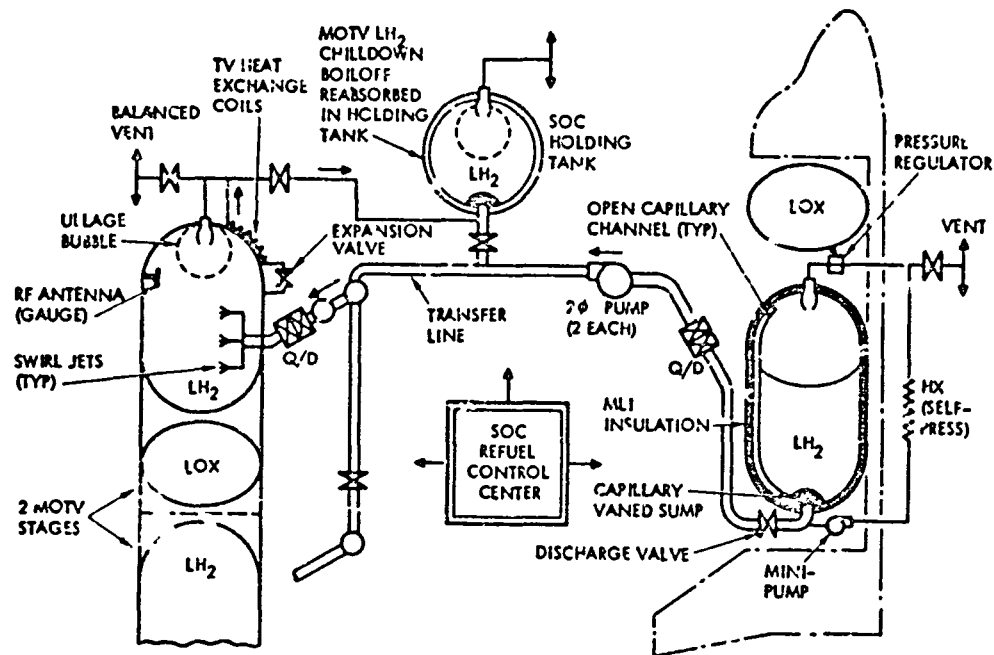 MOTV LH2
CHILLDOWN
BOILOFF
REABSORBED
IN HOLDING
TANK
TV HEAT
EXCHANGE
COILS
BALANCED
VENT
SOC
HOLDING
TANK
LH2
PRESSURE
REGULATOR
LOX
OPEN CAPILLARY
CHANNEL (TYP)
VENT
ULLAGE
BUBBLE
EXPANSION
VALVE
RF ANTENNA
(GAUGE)
TRANSFER
LINE
2ϕ PUMP
(2 EACH)
Q/D
Q/D
SWIRL JETS
(TYP)
LH2
MLI
INSULATION
LH2
HX
(SELF-
PRESS)
SOC
REFUEL
CONTROL
CENTER
LOX
CAPILLARY
VANED SUMP
2 MOTV
STAGES
DISCHARGE VALVE
MINI-
PUMP
LH2